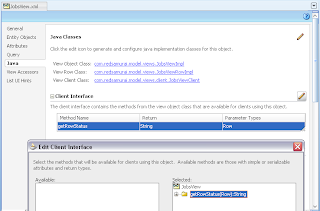 JobsView.xml
General
Entity Objects
Attributes
Query
Java
View Accessors
List UI Hints
Java Classes
Click the edit icon to generate and configure java implementation classes for this object.
View Object Class: com.redsamurai.model.views.JobsViewImpl
View Row Class: com.redsamurai.model.views.JobsViewRowImpl
View Client Class: com.redsamurai.model.views.client.JobsViewClient
Client Interface
The client interface contains the methods from the view object class that are available for clients using this object.
Method Name Return Parameter Types
getRowStatus String Row
Edit Client Interface
Select the methods that will be available for clients using this object. Available methods are those with simple or serializable
attributes and return types.
Available: Selected:
JobsView
getRowStatus(Row):String